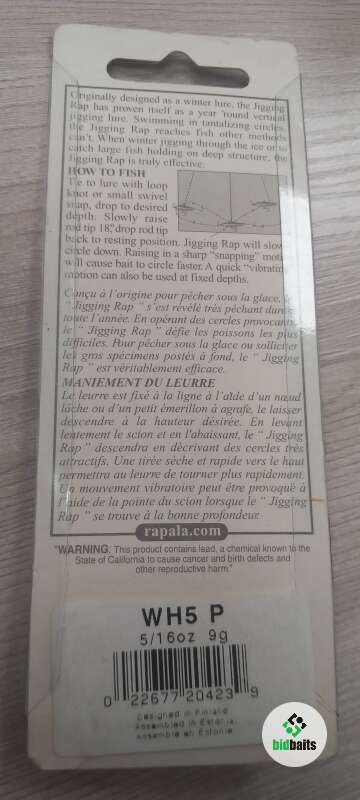 Originally designed as a winter lure, the Jigging
Rap has proven itself as a year 'round vertical
jigging lure. Swimming in tantalizing circles,
the Jigging Rap reaches fish other methods
can't. When winter jigging through the ice or to
catch large fish holding on deep structure, the
Jigging Rap is truly effective.
HOW TO FISH
Tie to lure with loop
knot or small swivel
snap, drop to desired
depth. Slowly raise
rod tip 18", drop rod tip
back to resting position. Jigging Rap will slow
circle down. Raising in a sharp "snapping" moti
will cause bait to circle faster. A quick "vibratin
motion can also be used at fixed depths.
Conçu à l'origine pour pêcher sous la glace,
"Jigging Rap" s'est révélé très pêchant dura
toute l'année. En opérant des cercles provocants
le " Jigging Rap " défie les poissons les plus
difficiles. Pour pêcher sous la glace ou solliciter
les gros spécimens postés à fond, le " Jigging
Rap " est véritablement efficace.
MANIEMENT DU LEURRE
Le leurre est fixé à la ligne à l'aide d'un nœud
lâche ou d'un petit émerillon à agrafe, le laisser
descendre à la hauteur désirée. En levant
lentement le scion et en l'abaissant, le " Jigging
Rap " descendra en décrivant des cercles très
attractifs. Une tirée sèche et rapide vers le haut
permettra au leurre de tourner plus rapidement.
Un mouvement vibratoire peut être provoqué à
l'aide de la pointe du scion lorsque le " Jigging
Rap " se trouve à la bonne profondeur.
rapala.com
"WARNING: This product contains lead, a chemical known to the
State of California to cause cancer and birth defects and
other reproductive harm."
WH5 P
5/16oz 9g
0 22677 20423 9
Designed in Finland
Assembled in Estonia
Assemble en Estonie
bidbaits